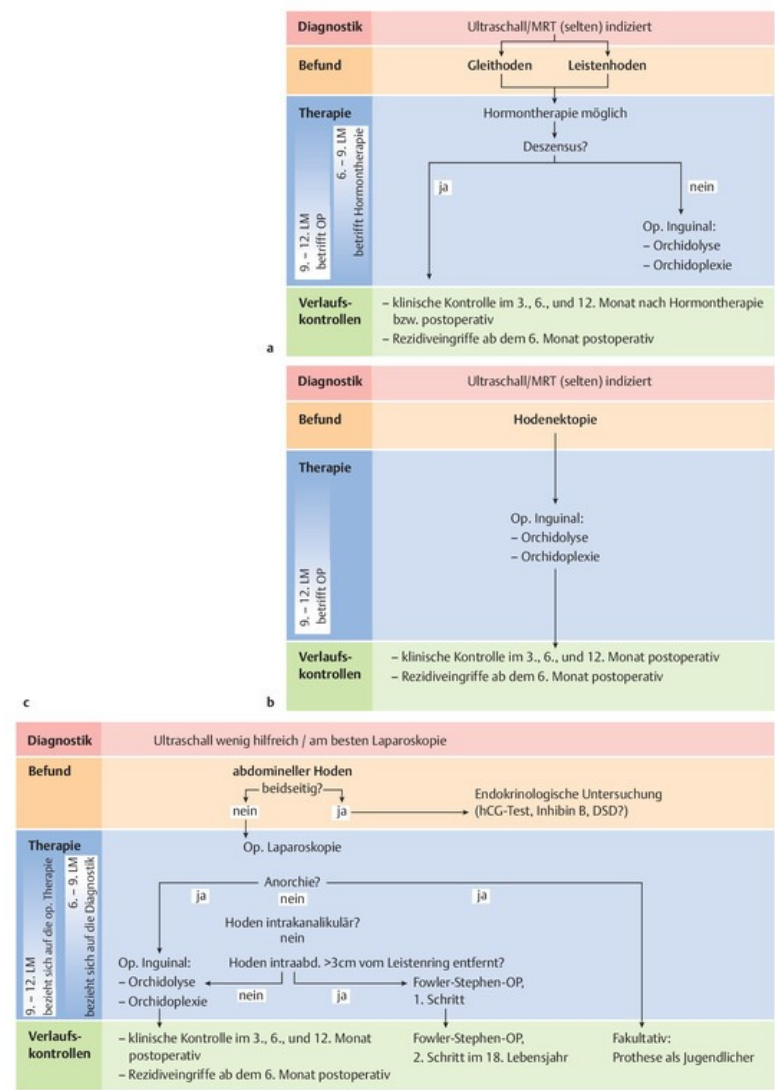 Diagnostik
Ultraschall/MRT (selten) indiziert
Befund
Gleithoden
Leistenhoden
Therapie
9. – 12. LM
betrifft OP
6. – 9. LM
betrifft Hormontherapie
Hormontherapie möglich
Deszensus?
ja
nein
Op. Inguinal:
– Orchidolyse
– Orchidoplexie
Verlaufs-
kontrollen
– klinische Kontrolle im 3., 6., und 12. Monat nach Hormontherapie
bzw. postoperativ
– Rezidiveingriffe ab dem 6. Monat postoperativ
a
Diagnostik
Ultraschall/MRT (selten) indiziert
Befund
Hodenektopie
Therapie
9. – 12. LM
betrifft OP
Op. Inguinal:
– Orchidolyse
– Orchidoplexie
Verlaufs-
kontrollen
– klinische Kontrolle im 3., 6., und 12. Monat postoperativ
– Rezidiveingriffe ab dem 6. Monat postoperativ
b
c
Diagnostik
Ultraschall wenig hilfreich / am besten Laparoskopie
Befund
abdomineller Hoden
beidseitig?
nein
ja
Endokrinologische Untersuchung
(hCG-Test, Inhibin B, DSD?)
Therapie
9. – 12. LM
bezieht sich auf die op. Therapie
6. – 9. LM
bezieht sich auf die Diagnostik
Op. Laparoskopie
Anorchie?
ja
nein
ja
Hoden intrakanalikulär?
nein
Op. Inguinal:
– Orchidolyse
– Orchidoplexie
Hoden intraabd. >3cm vom Leistenring entfernt?
nein
ja
Fowler-Stephen-OP,
1. Schritt
Verlaufs-
kontrollen
– klinische Kontrolle im 3., 6., und 12. Monat
postoperativ
– Rezidiveingriffe ab dem 6. Monat postoperativ
Fowler-Stephen-OP,
2. Schritt im 18. Lebensjahr
Fakultativ:
Prothese als Jugendlicher